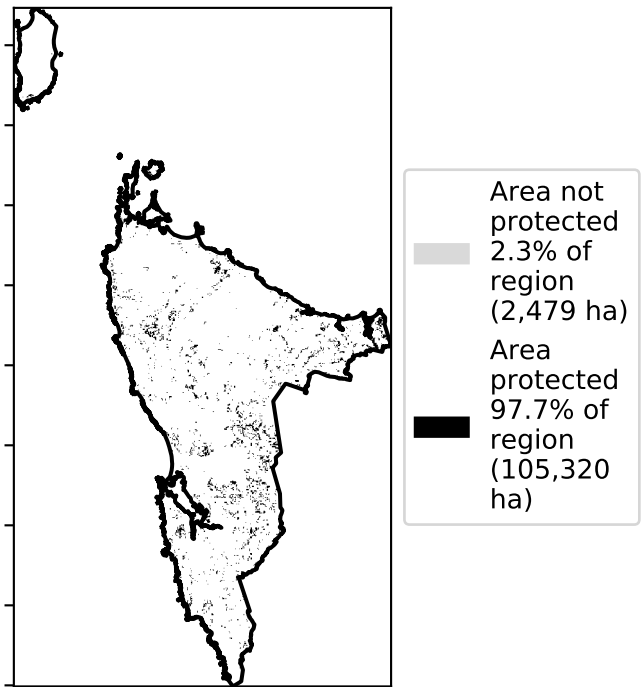 Area not
protected
2.3% of
region
(2,479 ha)
Area
protected
97.7% of
region
(105,320
ha)